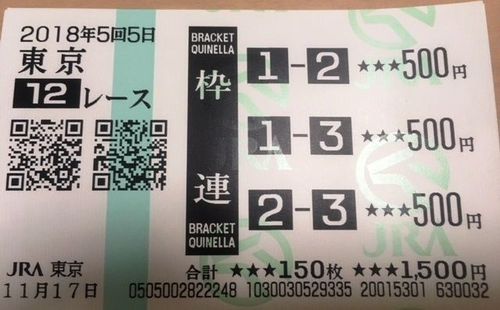 2018年5回5日
東京
12レース
JRA 東京
11月17日
BRACKET
QUINELLA
枠
連
BRACKET
QUINELLA
1-2 ★★★500円
1-3 ★★★500円
2-3 ★★★500円
合計 ★★★150枚 ★★★1,500円
0505002822248 1030030529335 20015301 630032
JRA